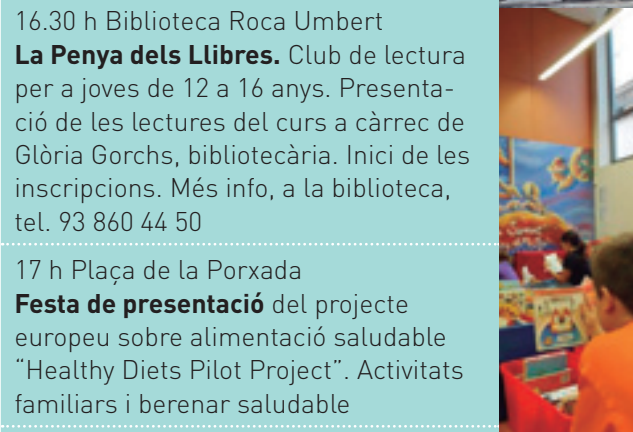 16.30 h Biblioteca Roca Umbert
La Penya dels Llibres. Club de lectura
per a joves de 12 a 16 anys. Presenta-
ció de les lectures del curs a càrrec de
Glòria Gorchs, bibliotecària. Inici de les
inscripcions. Més info, a la biblioteca,
tel. 93 860 44 50
17 h Plaça de la Porxada
Festa de presentació del projecte
europeu sobre alimentació saludable
“Healthy Diets Pilot Project”. Activitats
familiars i berenar saludable